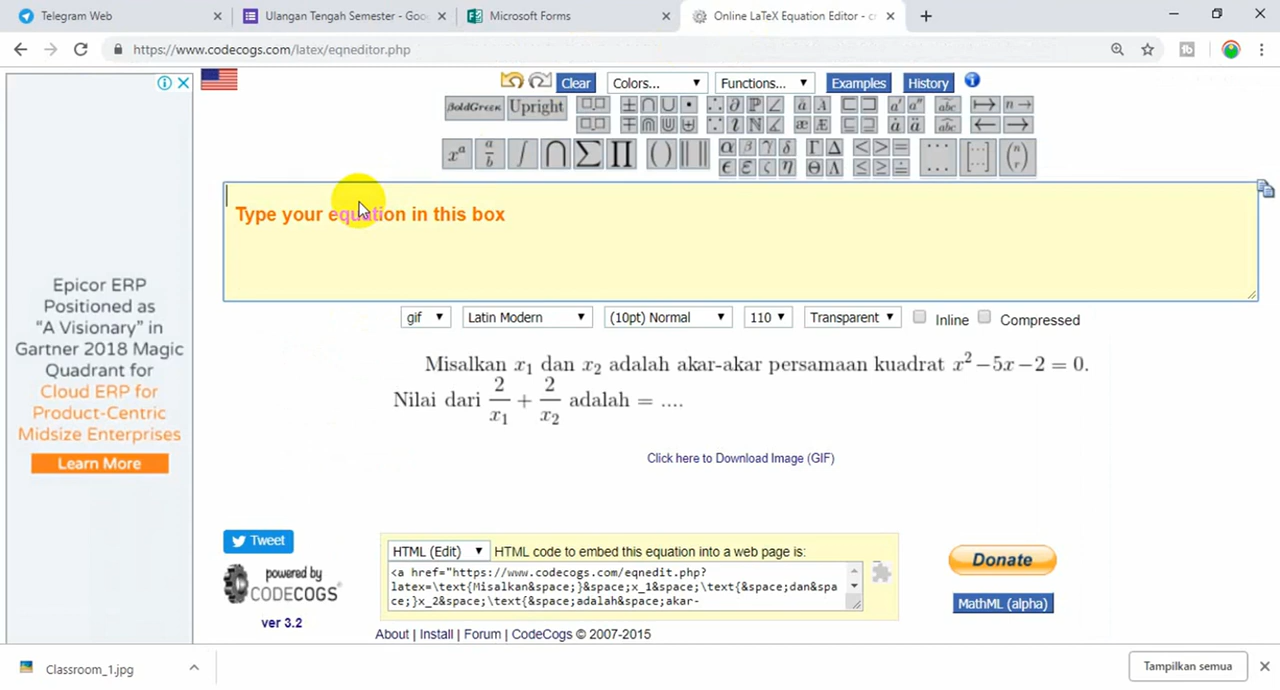 Telegram Web
Ulangan Tengah Semester - Goo
Microsoft Forms
Online LaTeX Equation Editor - cr
https://www.codecogs.com/latex/eqneditor.php
Clear
Colors...
Functions...
Examples
History
BoldGreek
Upright
Type your equation in this box
Epicor ERP
Positioned as
“A Visionary” in
Gartner 2018 Magic
Quadrant for
Cloud ERP for
Product-Centric
Midsize Enterprises
Learn More
gif
Latin Modern
(10pt) Normal
110
Transparent
Inline
Compressed
Misalkan x₁ dan x₂ adalah akar-akar persamaan kuadrat x² − 5x − 2 = 0.
Nilai dari 2/x₁ + 2/x₂ adalah = ....
Click here to Download Image (GIF)
Tweet
powered by
CODECOGS
ver 3.2
HTML (Edit)
HTML code to embed this equation into a web page is:
<a href="https://www.codecogs.com/eqnedit.php?
latex=\text{Misalkan&space;}&space;x_1&space;\text{&space;dan&spa
ce;}x_2&space;\text{&space;adalah&space;akar-
Donate
MathML (alpha)
About | Install | Forum | CodeCogs © 2007-2015
Classroom_1.jpg
Tampilkan semua